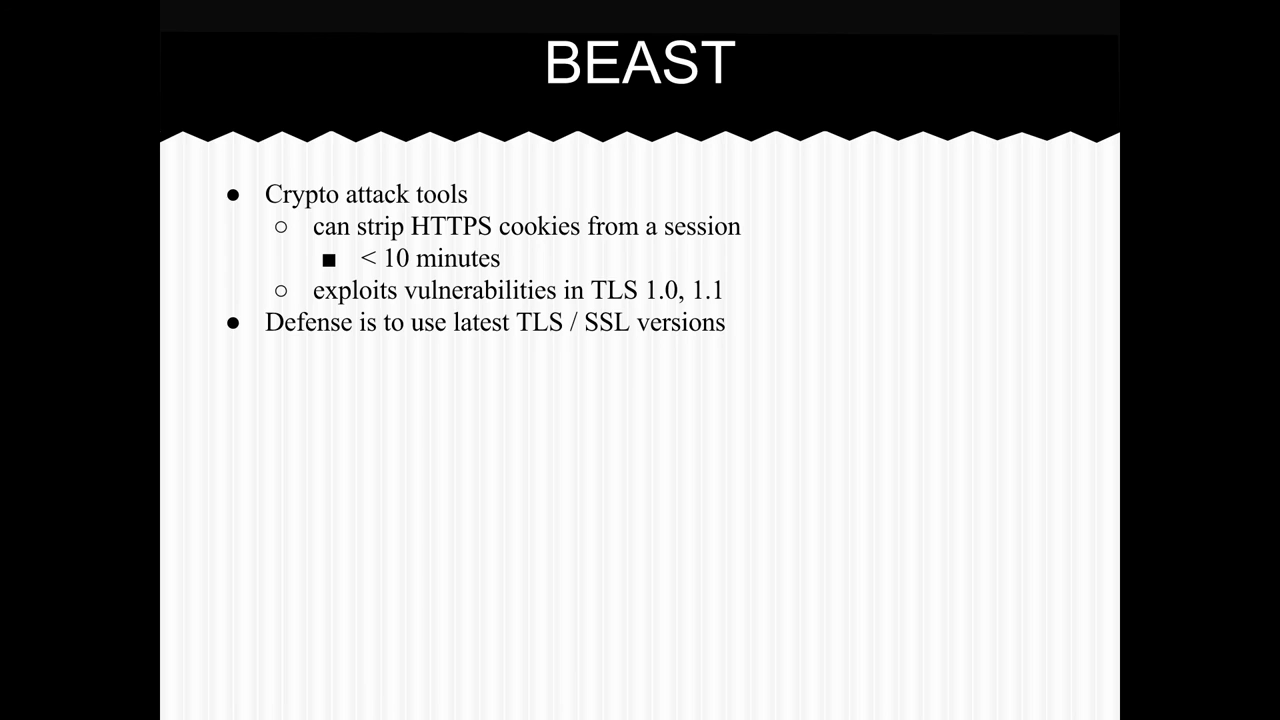 BEAST
● Crypto attack tools
○ can strip HTTPS cookies from a session
■ < 10 minutes
○ exploits vulnerabilities in TLS 1.0, 1.1
● Defense is to use latest TLS / SSL versions